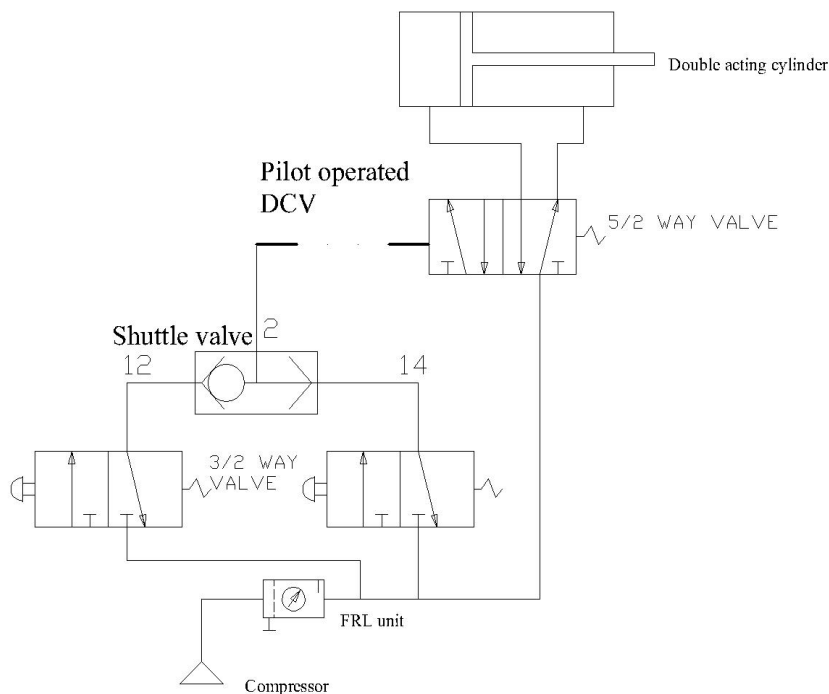 Double acting cylinder
Pilot operated
DCV
5/2 WAY VALVE
Shuttle valve
2
12
14
3/2 WAY
VALVE
FRL unit
Compressor